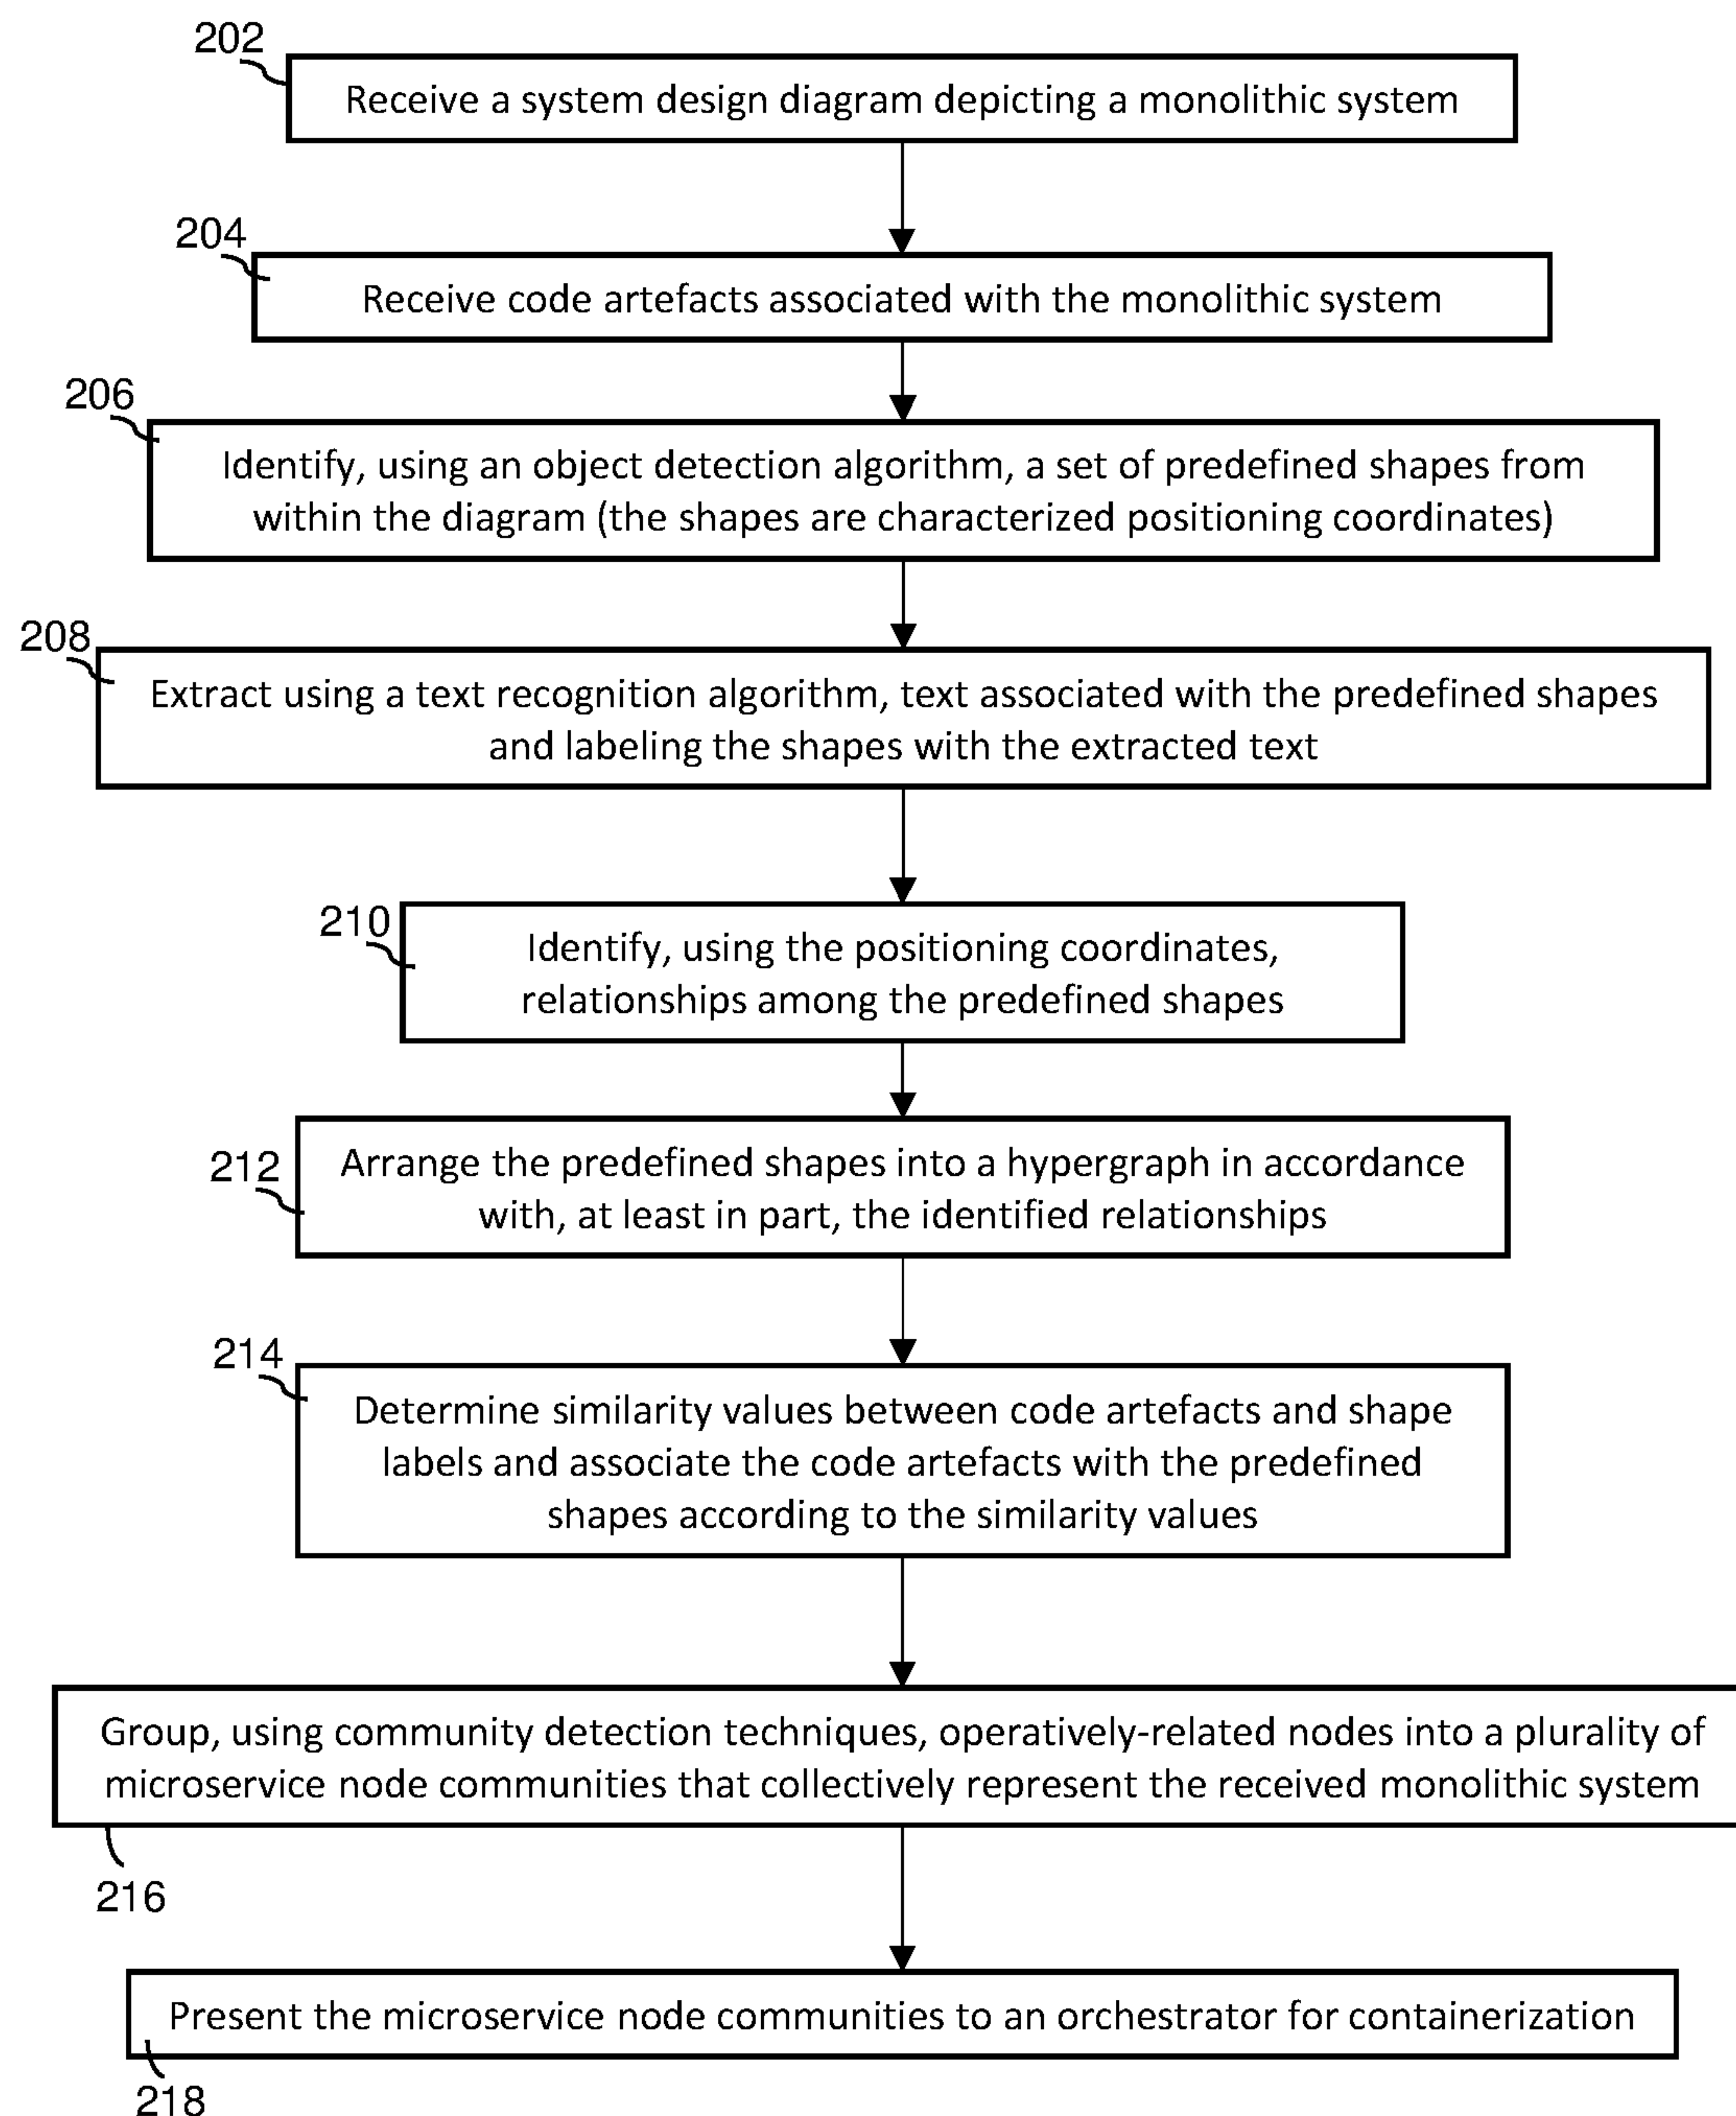 202
Receive a system design diagram depicting a monolithic system
204
Receive code artefacts associated with the monolithic system
206
Identify, using an object detection algorithm, a set of predefined shapes from
within the diagram (the shapes are characterized positioning coordinates)
208
Extract using a text recognition algorithm, text associated with the predefined shapes
and labeling the shapes with the extracted text
210
Identify, using the positioning coordinates,
relationships among the predefined shapes
212
Arrange the predefined shapes into a hypergraph in accordance
with, at least in part, the identified relationships
214
Determine similarity values between code artefacts and shape
labels and associate the code artefacts with the predefined
shapes according to the similarity values
Group, using community detection techniques, operatively-related nodes into a plurality of
microservice node communities that collectively represent the received monolithic system
216
Present the microservice node communities to an orchestrator for containerization
218